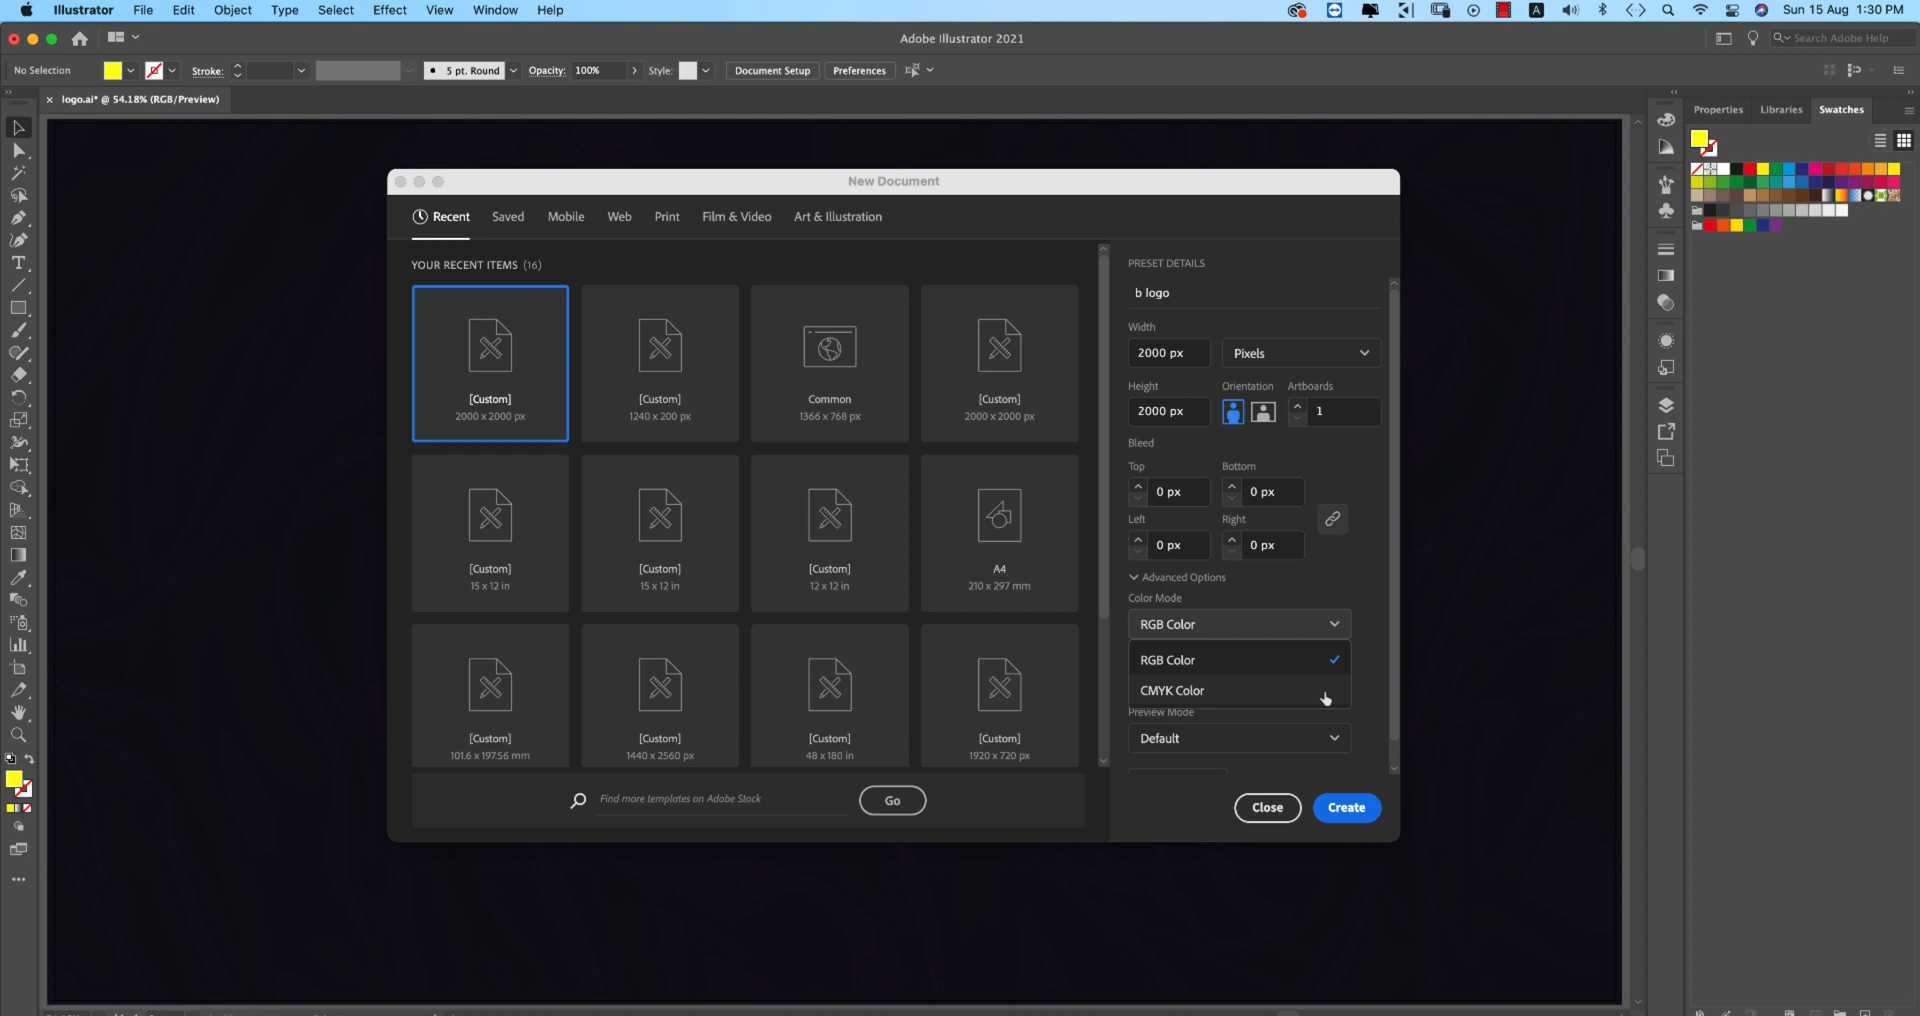 Illustrator File Edit Object Type Select Effect View Window Help
A Sun 15 Aug 1:30 PM
Adobe Illustrator 2021
Search Adobe Help
No Selection Stroke: 5 pt. Round Opacity: 100% Style: Document Setup Preferences
× logo.ai* @ 54.18% (RGB/Preview)
Properties Libraries Swatches
New Document
Recent Saved Mobile Web Print Film & Video Art & Illustration
YOUR RECENT ITEMS (16)
[Custom] [Custom] Common [Custom]
2000 x 2000 px 1240 x 200 px 1366 x 768 px 2000 x 2000 px
[Custom] [Custom] [Custom] A4
15 x 12 in 15 x 12 in 12 x 12 in 210 x 297 mm
[Custom] [Custom] [Custom] [Custom]
101.6 x 197.56 mm 1440 x 2560 px 48 x 180 in 1920 x 720 px
Find more templates on Adobe Stock Go
PRESET DETAILS
b logo
Width
2000 px Pixels
Height Orientation Artboards
2000 px 1
Bleed
Top Bottom
0 px 0 px
Left Right
0 px 0 px
Advanced Options
Color Mode
RGB Color
RGB Color
CMYK Color
Preview Mode
Default
Close Create